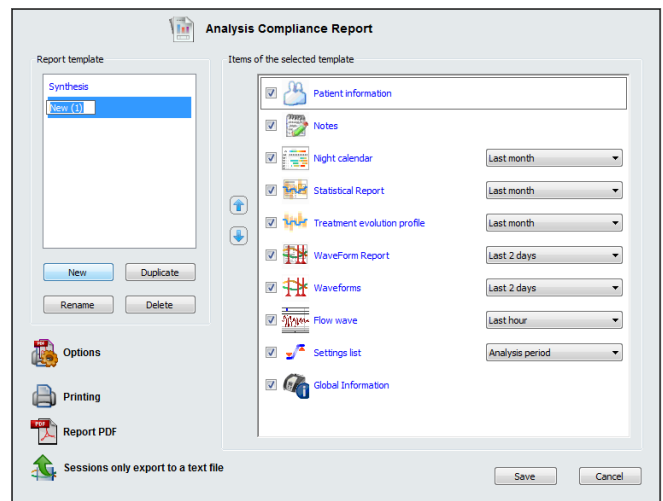 Analysis Compliance Report
Report template
Synthesis
New (1)
New
Duplicate
Rename
Delete
Options
Printing
PDF
Report PDF
Sessions only export to a text file
Items of the selected template
Patient information
Notes
Night calendar Last month
Statistical Report Last month
Treatment evolution profile Last month
WaveForm Report Last 2 days
Waveforms Last 2 days
Flow wave Last hour
Settings list Analysis period
Global Information
Save
Cancel